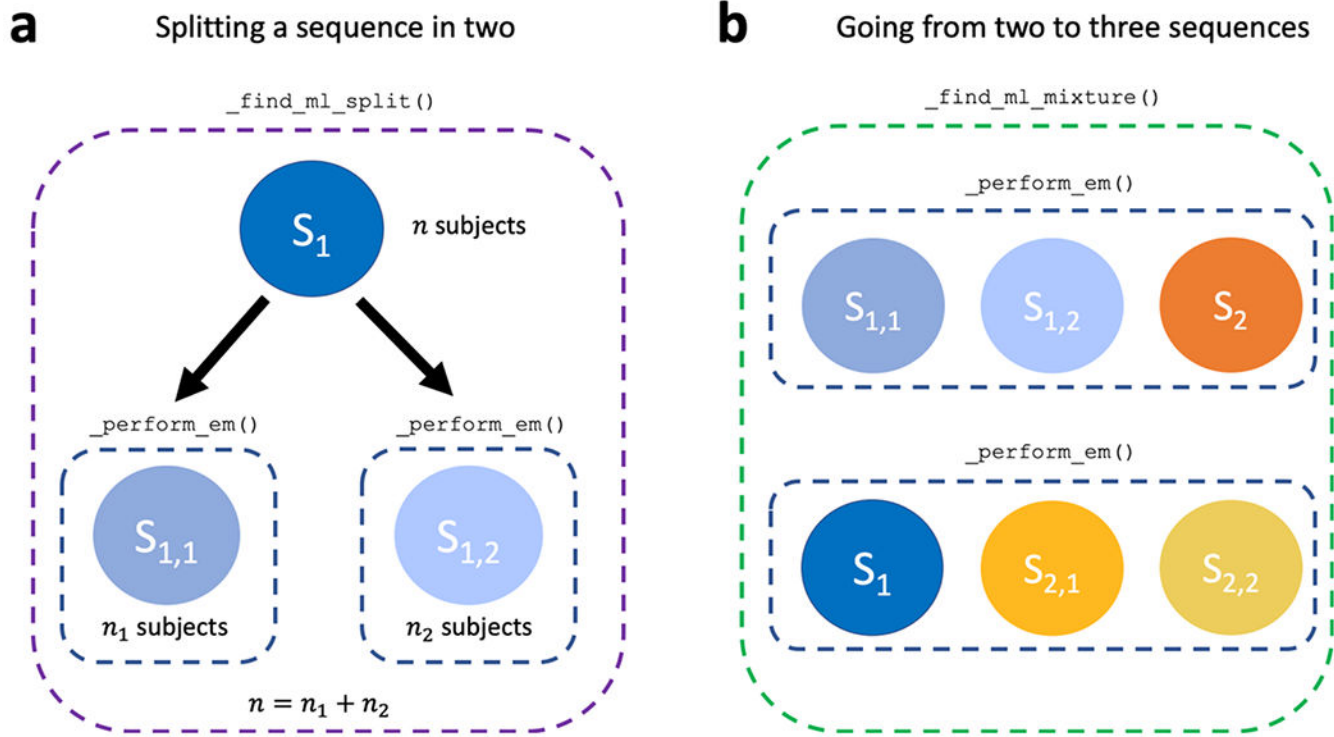 a
Splitting a sequence in two
_find_ml_split()
S₁
n subjects
_perform_em()
_perform_em()
S₁,₁
S₁,₂
n₁ subjects
n₂ subjects
n = n₁ + n₂
b
Going from two to three sequences
_find_ml_mixture()
_perform_em()
S₁,₁
S₁,₂
S₂
_perform_em()
S₁
S₂,₁
S₂,₂